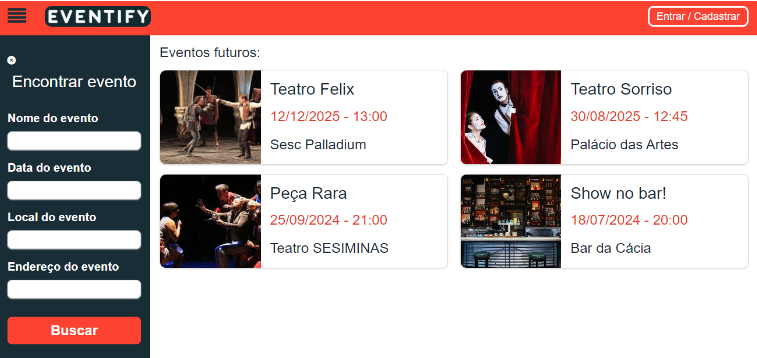 EVENTIFY
Entrar / Cadastrar
Encontrar evento
Nome do evento
Data do evento
Local do evento
Endereço do evento
Buscar
Eventos futuros:
Teatro Felix
12/12/2025 - 13:00
Sesc Palladium
Teatro Sorriso
30/08/2025 - 12:45
Palácio das Artes
Peça Rara
25/09/2024 - 21:00
Teatro SESIMINAS
Show no bar!
18/07/2024 - 20:00
Bar da Cácia